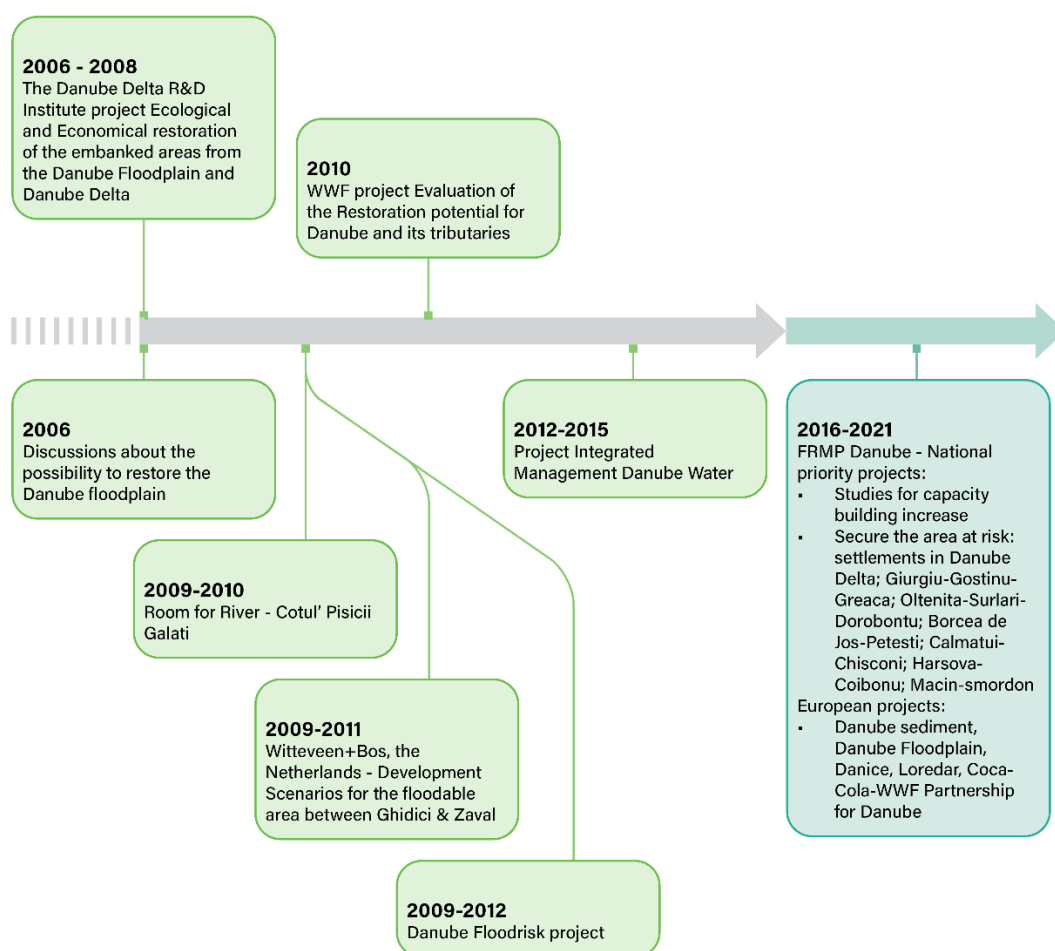 2006 - 2008
The Danube Delta R&D
Institute project Ecological
and Economical restoration
of the embanked areas from
the Danube Floodplain and
Danube Delta
2010
WWF project Evaluation of
the Restoration potential for
Danube and its tributaries
2006
Discussions about the
possibility to restore the
Danube floodplain
2009-2010
Room for River - Cotul' Pisicii
Galati
2009-2011
Witteveen+Bos, the
Netherlands - Development
Scenarios for the floodable
area between Ghidici & Zaval
2009-2012
Danube Floodrisk project
2012-2015
Project Integrated
Management Danube Water
2016-2021
FRMP Danube - National
priority projects:
▪ Studies for capacity
building increase
▪ Secure the area at risk:
settlements in Danube
Delta; Giurgiu-Gostinu-
Greaca; Oltenita-Surlari-
Dorobontu; Borcea de
Jos-Petesti; Calmatui-
Chisconi; Harsova-
Coibonu; Macin-smordon
European projects:
▪ Danube sediment,
Danube Floodplain,
Danice, Loredar, Coca-
Cola-WWF Partnership
for Danube